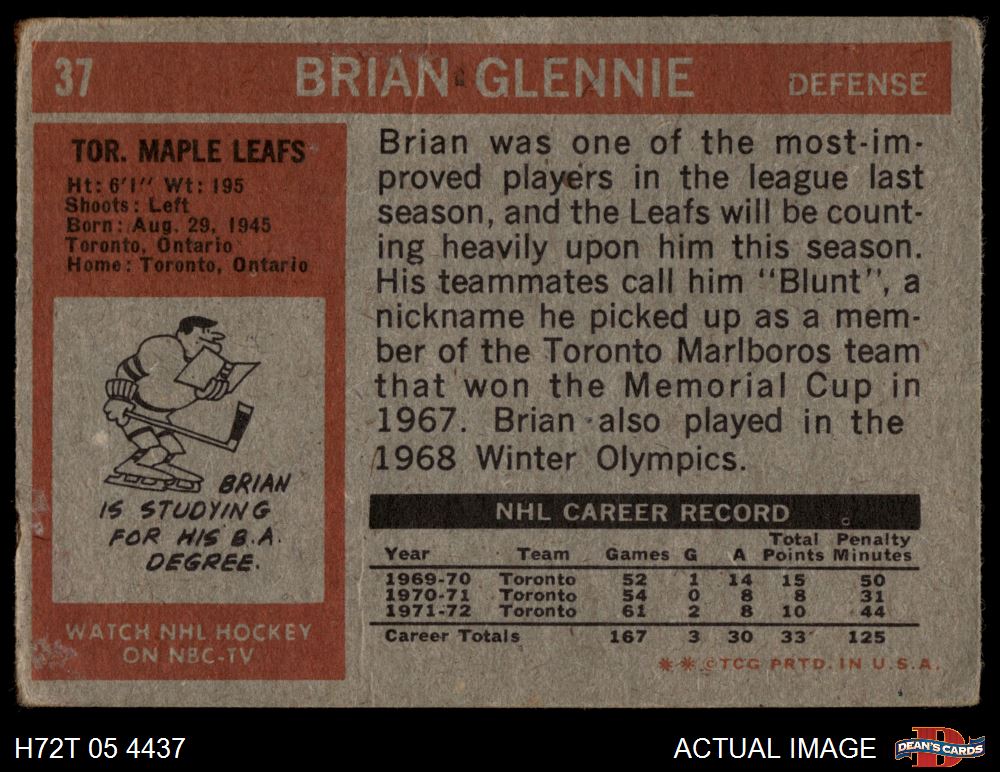 37
BRIAN GLENNIE
DEFENSE
TOR. MAPLE LEAFS
Ht: 6'1" Wt: 195
Shoots: Left
Born: Aug. 29, 1945
Toronto, Ontario
Home: Toronto, Ontario
BRIAN
IS STUDYING
FOR HIS B.A.
DEGREE.
WATCH NHL HOCKEY
ON NBC-TV
Brian was one of the most-im-
proved players in the league last
season, and the Leafs will be count-
ing heavily upon him this season.
His teammates call him "Blunt", a
nickname he picked up as a mem-
ber of the Toronto Marlboros team
that won the Memorial Cup in
1967. Brian also played in the
1968 Winter Olympics.
NHL CAREER RECORD
Year Team Games G A Total Points Penalty Minutes
1969-70 Toronto 52 1 14 15 50
1970-71 Toronto 54 0 8 8 31
1971-72 Toronto 61 2 8 10 44
Career Totals 167 3 30 33 125
** ©TCG PRTD. IN U.S.A.
H72T 05 4437
ACTUAL IMAGE
D
DEAN'S CARDS